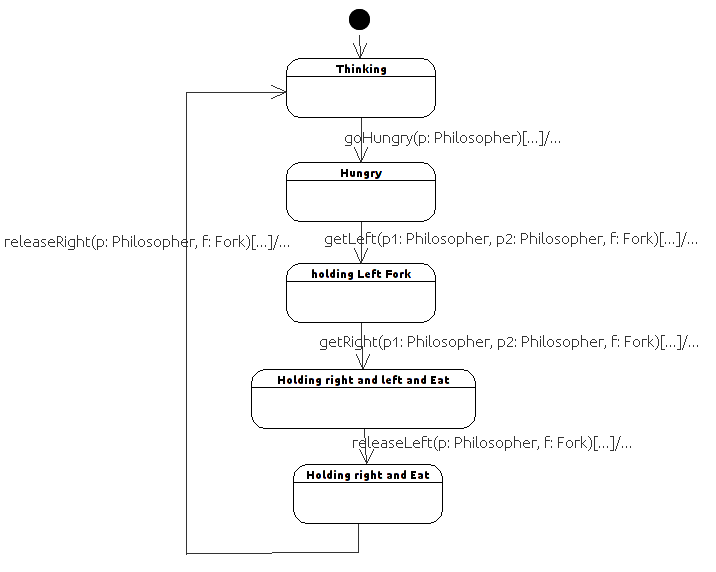 Thinking
goHungry(p: Philosopher)[...]/...
Hungry
releaseRight(p: Philosopher, f: Fork)[...]/...
getLeft(p1: Philosopher, p2: Philosopher, f: Fork)[...]/...
holding Left Fork
getRight(p1: Philosopher, p2: Philosopher, f: Fork)[...]/...
Holding right and left and Eat
releaseLeft(p: Philosopher, f: Fork)[...]/...
Holding right and Eat